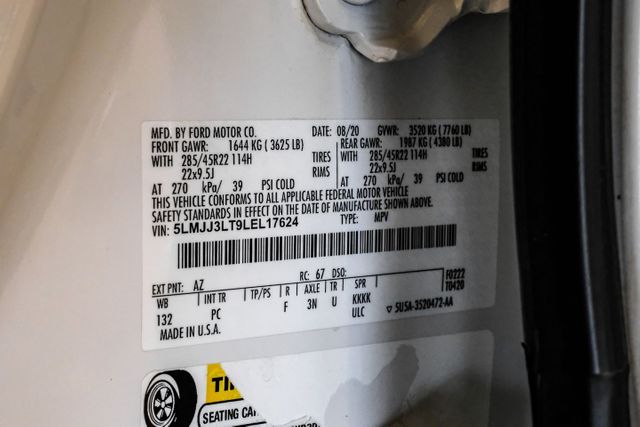 MFD. BY FORD MOTOR CO. DATE: 08/20 GVWR: 3520 KG ( 7760 LB)
FRONT GAWR: 1644 KG ( 3625 LB) REAR GAWR: 1987 KG ( 4380 LB)
WITH 285/45R22 114H TIRES WITH 285/45R22 114H TIRES
22x9.5J RIMS 22x9.5J RIMS
AT 270 kPa/ 39 PSI COLD AT 270 kPa/ 39 PSI COLD
THIS VEHICLE CONFORMS TO ALL APPLICABLE FEDERAL MOTOR VEHICLE
SAFETY STANDARDS IN EFFECT ON THE DATE OF MANUFACTURE SHOWN ABOVE.
VIN: 5LMJJ3LT9LEL17624 TYPE: MPV
EXT PNT: AZ RC: 67 DSO: F0222
WB INT TR TP/PS R AXLE TR SPR T0420
132 PC F 3N U KKKK
ULC 5USA-3520472-AA
MADE IN U.S.A.
SEATING